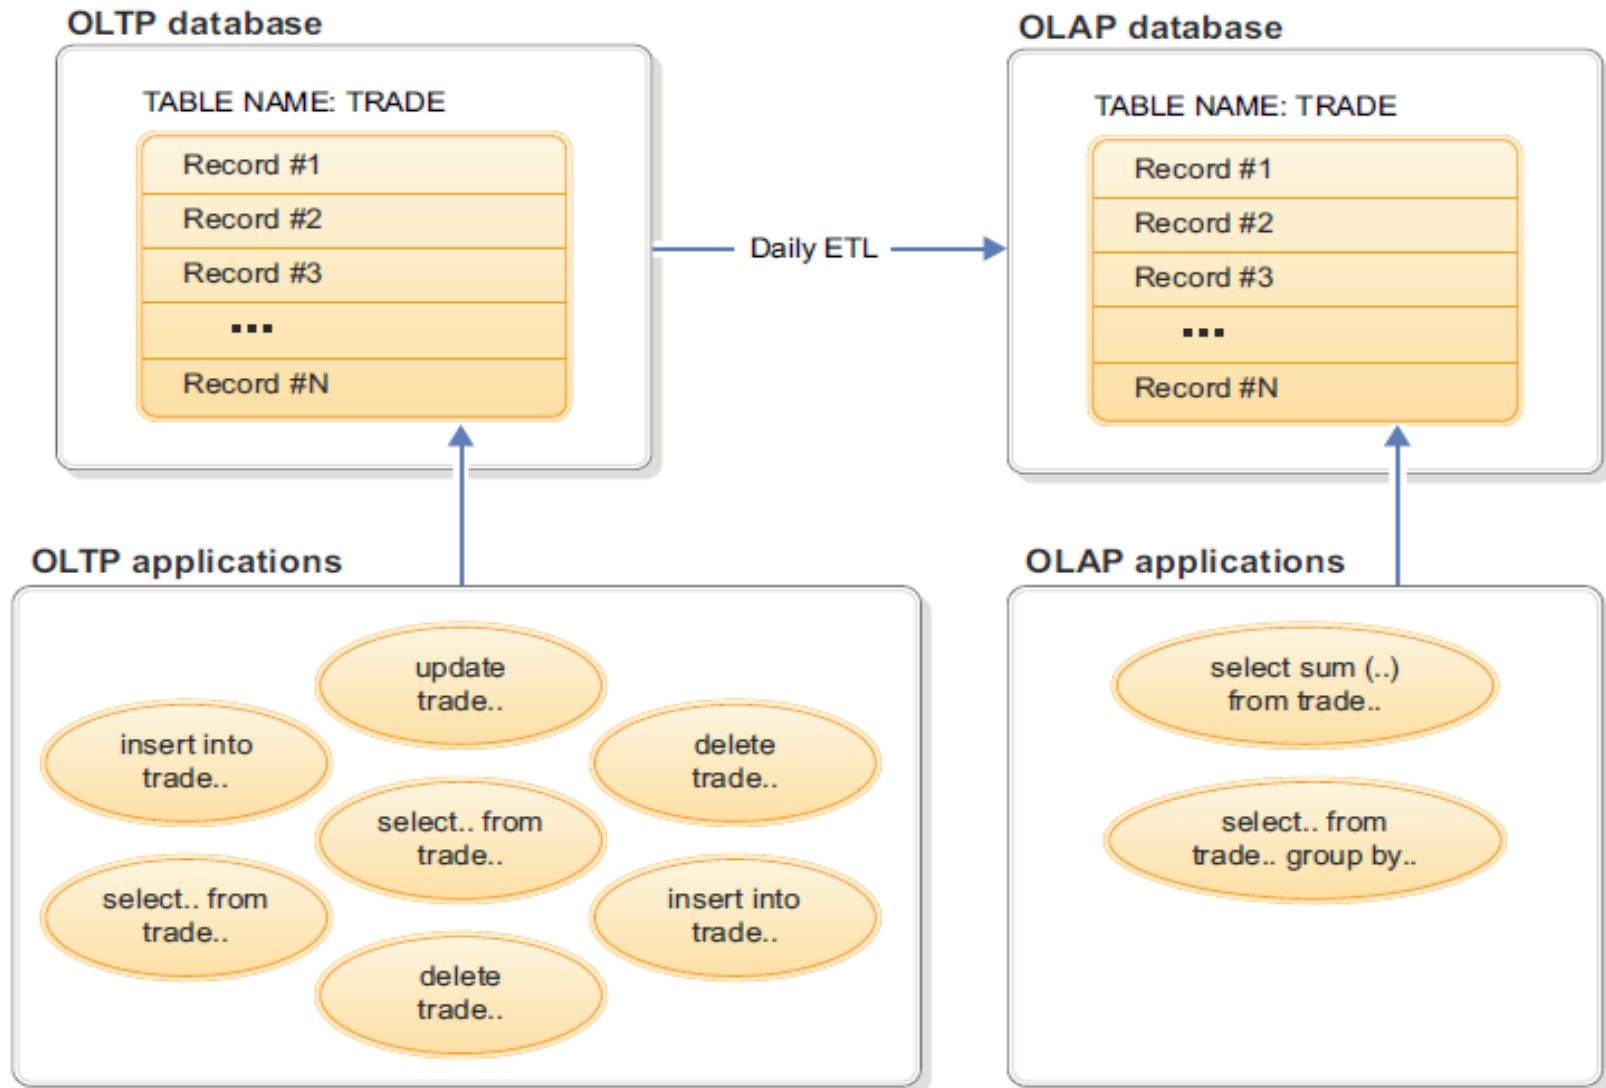 OLTP database
TABLE NAME: TRADE
Record #1
Record #2
Record #3
...
Record #N
Daily ETL
OLAP database
TABLE NAME: TRADE
Record #1
Record #2
Record #3
...
Record #N
OLTP applications
update
trade..
insert into
trade..
delete
trade..
select.. from
trade..
select.. from
trade..
insert into
trade..
delete
trade..
OLAP applications
select sum (..)
from trade..
select.. from
trade.. group by..